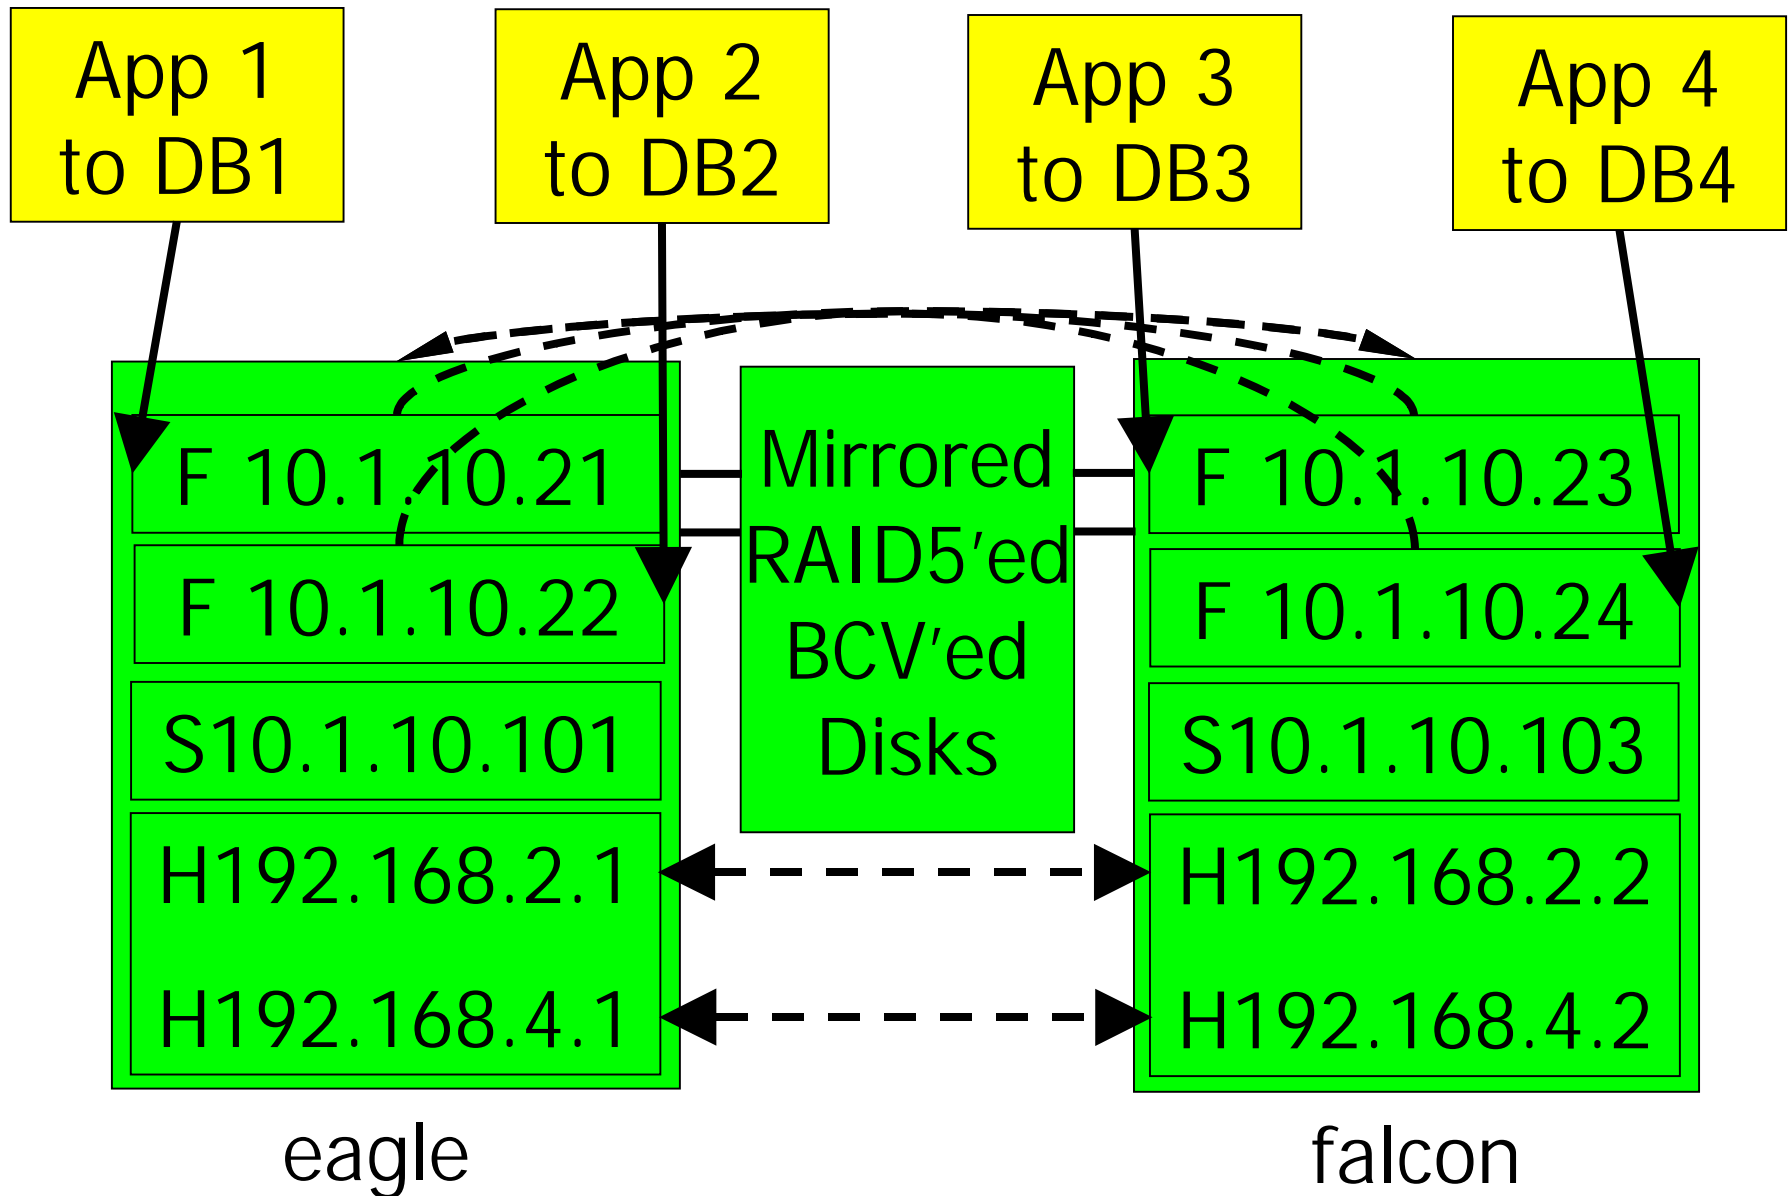 App 1
to DB1
App 2
to DB2
App 3
to DB3
App 4
to DB4
F 10.1.10.21
F 10.1.10.22
S10.1.10.101
H192.168.2.1
H192.168.4.1
eagle
Mirrored
RAID5'ed
BCV'ed
Disks
F 10.1.10.23
F 10.1.10.24
S10.1.10.103
H192.168.2.2
H192.168.4.2
falcon